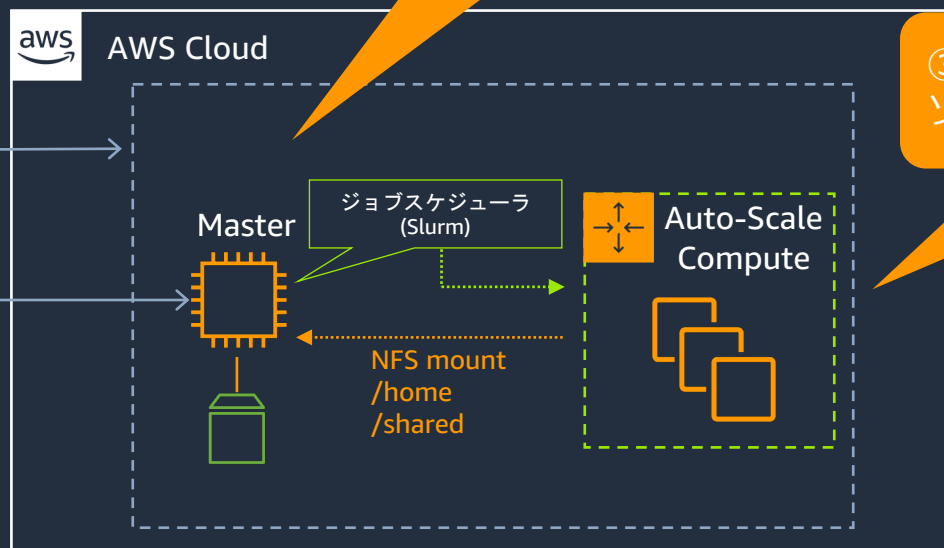 aws
AWS Cloud
③
ジョブスケジューラ
(Slurm)
Master
Auto-Scale
Compute
NFS mount
/home
/shared